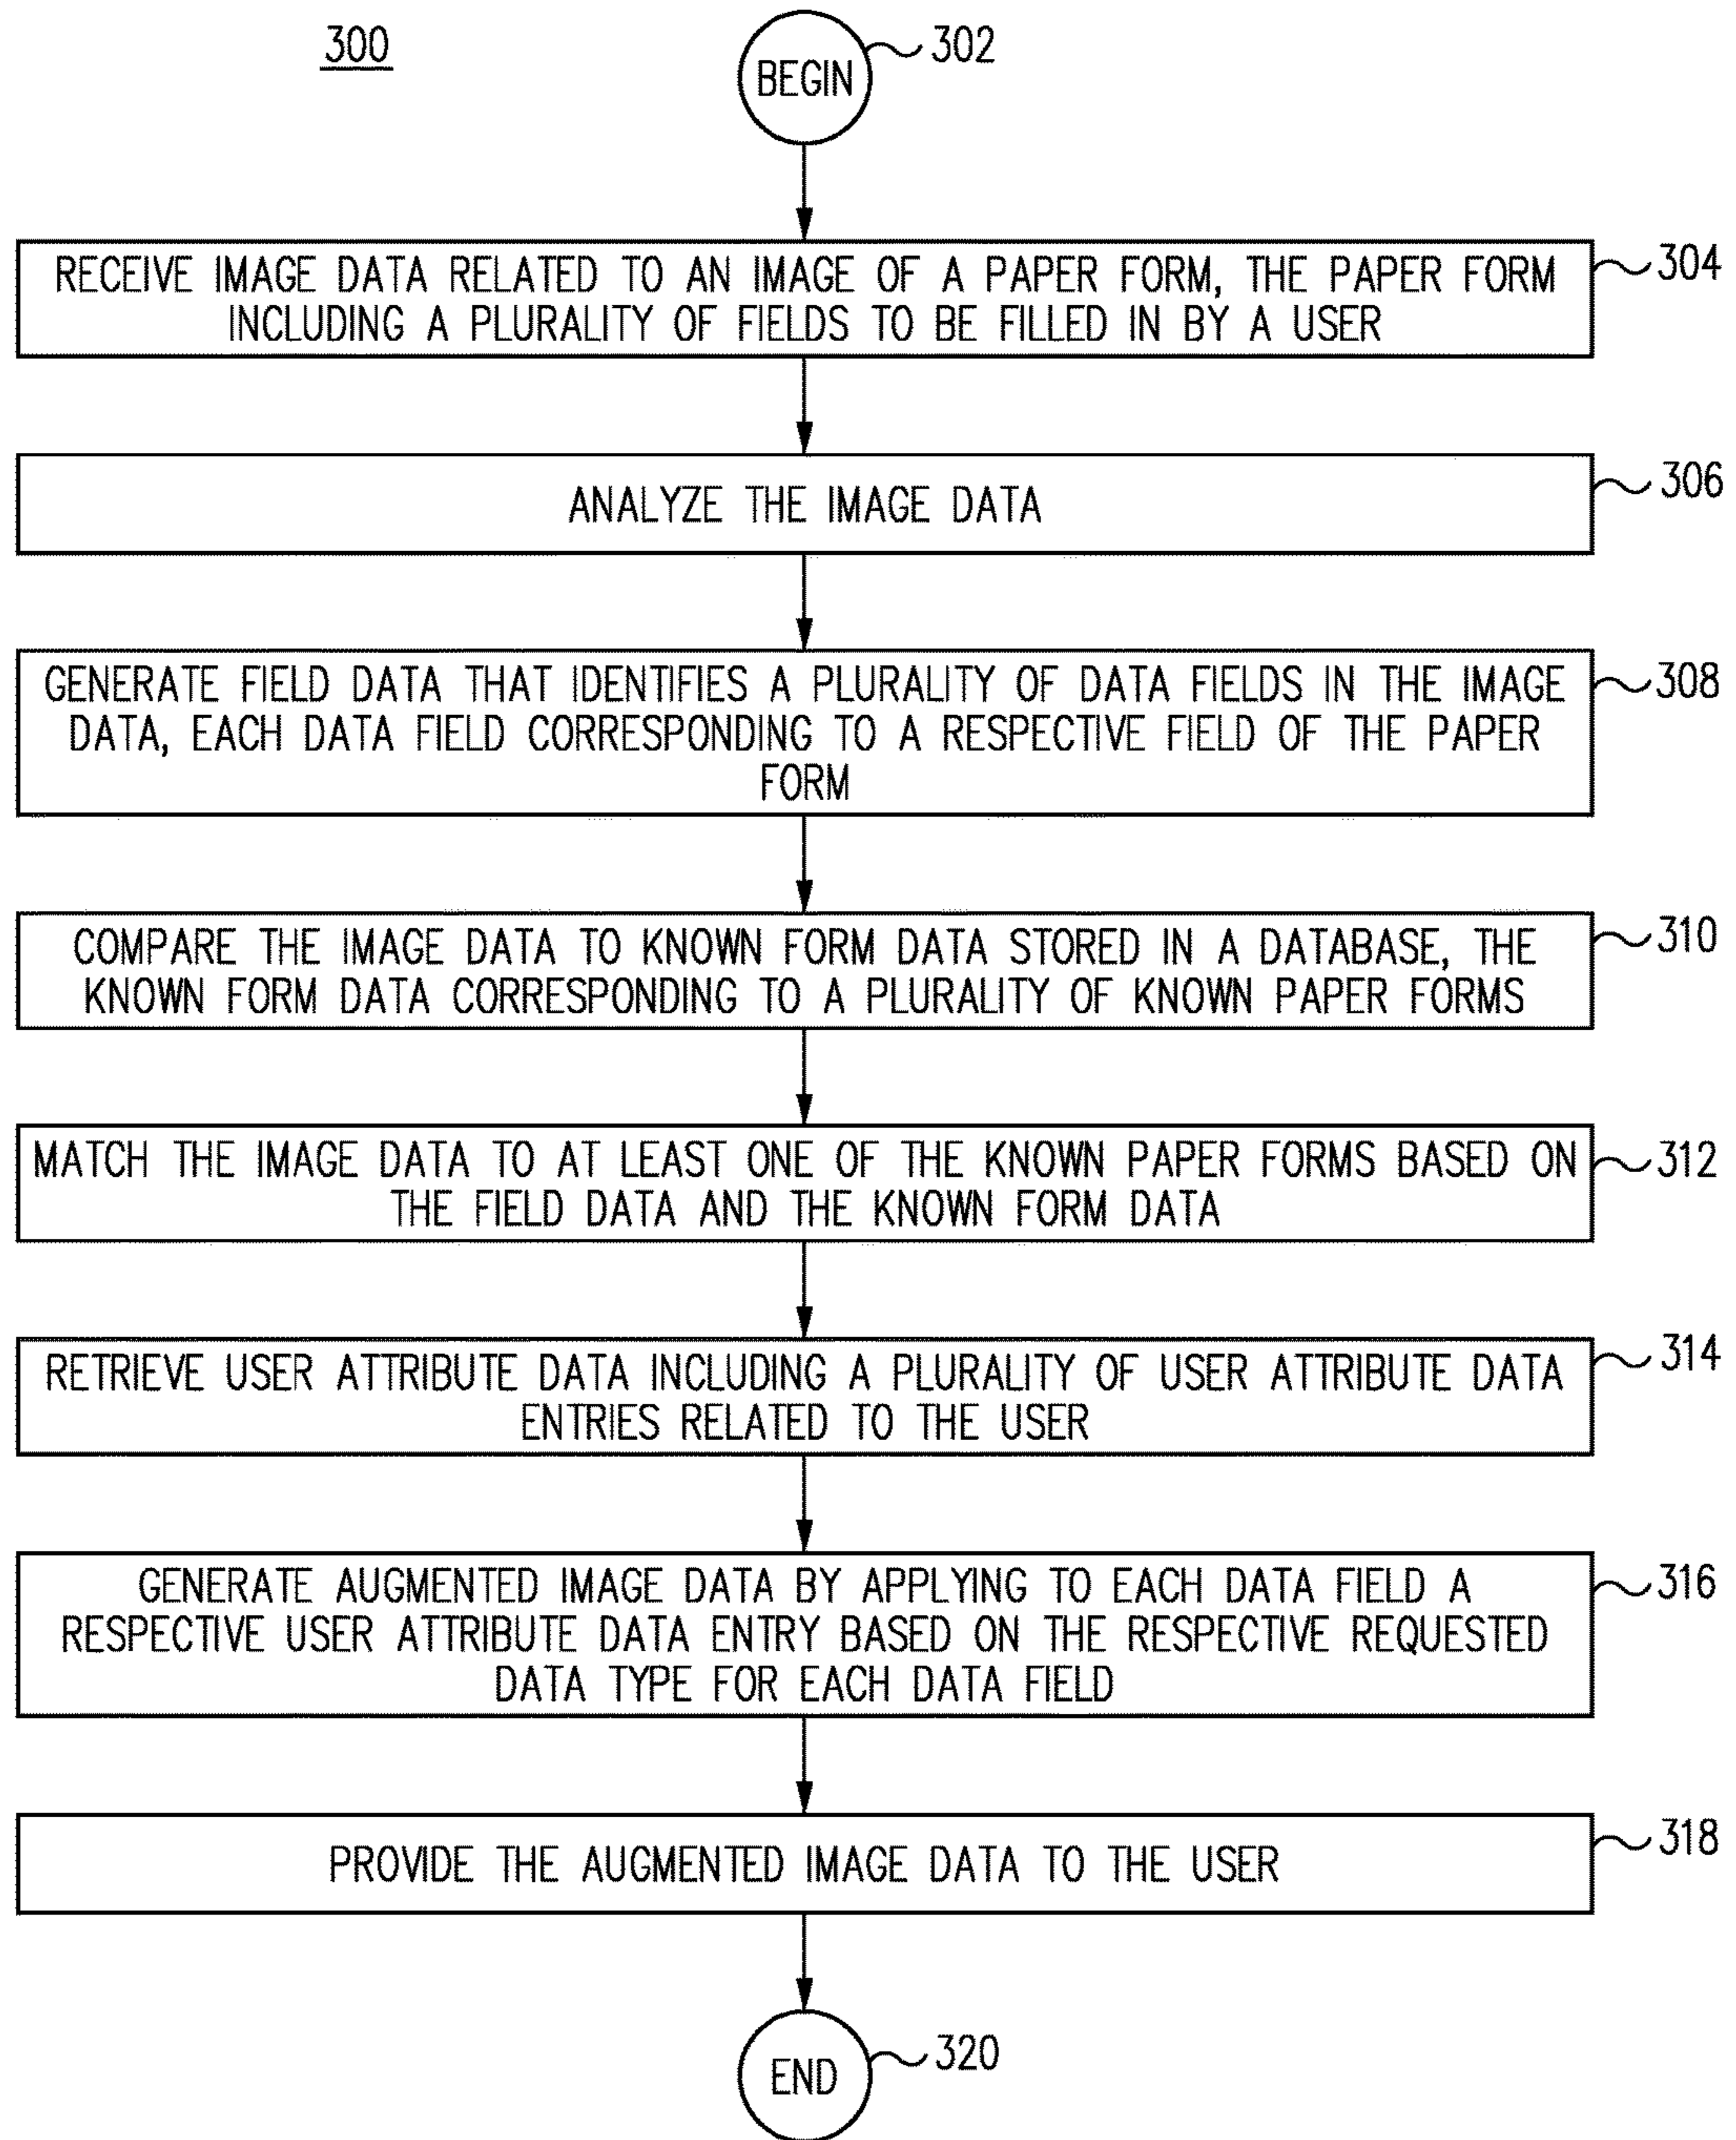 300
BEGIN
302
RECEIVE IMAGE DATA RELATED TO AN IMAGE OF A PAPER FORM, THE PAPER FORM
INCLUDING A PLURALITY OF FIELDS TO BE FILLED IN BY A USER
304
ANALYZE THE IMAGE DATA
306
GENERATE FIELD DATA THAT IDENTIFIES A PLURALITY OF DATA FIELDS IN THE IMAGE
DATA, EACH DATA FIELD CORRESPONDING TO A RESPECTIVE FIELD OF THE PAPER
FORM
308
COMPARE THE IMAGE DATA TO KNOWN FORM DATA STORED IN A DATABASE, THE
KNOWN FORM DATA CORRESPONDING TO A PLURALITY OF KNOWN PAPER FORMS
310
MATCH THE IMAGE DATA TO AT LEAST ONE OF THE KNOWN PAPER FORMS BASED ON
THE FIELD DATA AND THE KNOWN FORM DATA
312
RETRIEVE USER ATTRIBUTE DATA INCLUDING A PLURALITY OF USER ATTRIBUTE DATA
ENTRIES RELATED TO THE USER
314
GENERATE AUGMENTED IMAGE DATA BY APPLYING TO EACH DATA FIELD A
RESPECTIVE USER ATTRIBUTE DATA ENTRY BASED ON THE RESPECTIVE REQUESTED
DATA TYPE FOR EACH DATA FIELD
316
PROVIDE THE AUGMENTED IMAGE DATA TO THE USER
318
END
320